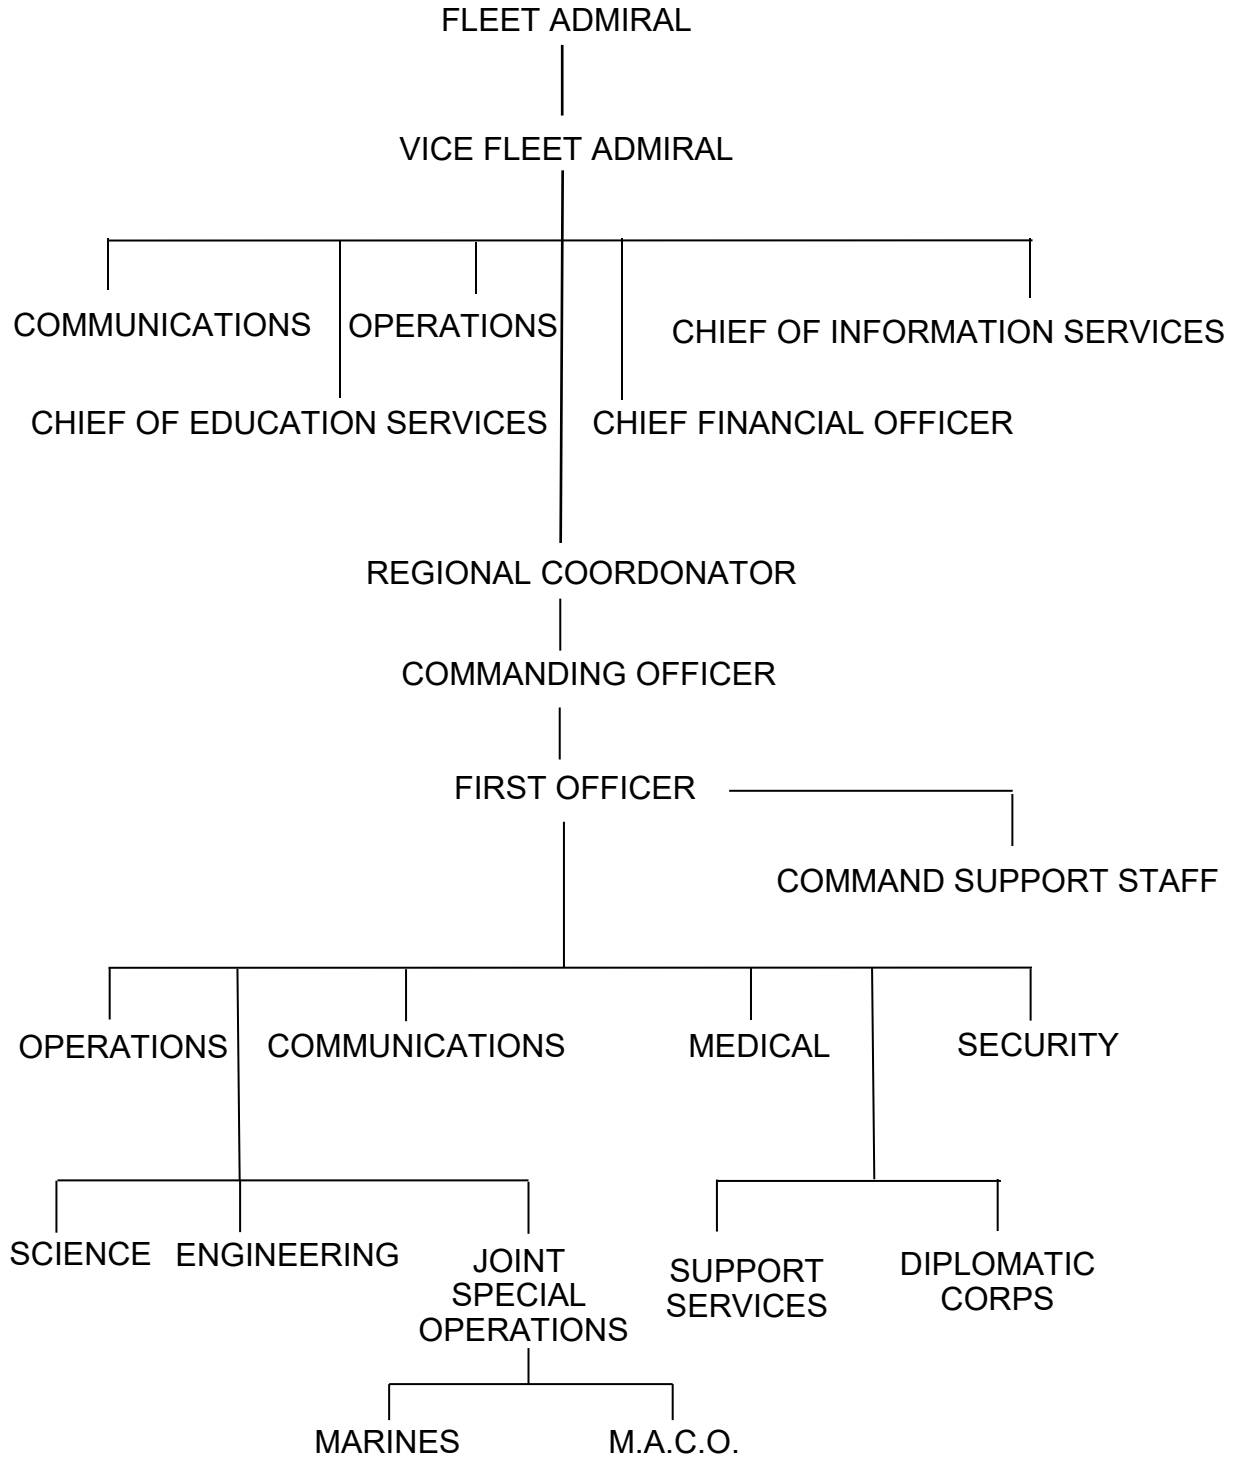 FLEET ADMIRAL
VICE FLEET ADMIRAL
COMMUNICATIONS
OPERATIONS
CHIEF OF INFORMATION SERVICES
CHIEF OF EDUCATION SERVICES
CHIEF FINANCIAL OFFICER
REGIONAL COORDONATOR
COMMANDING OFFICER
FIRST OFFICER
COMMAND SUPPORT STAFF
OPERATIONS
COMMUNICATIONS
MEDICAL
SECURITY
SCIENCE
ENGINEERING
JOINT
SPECIAL
OPERATIONS
SUPPORT
SERVICES
DIPLOMATIC
CORPS
MARINES
M.A.C.O.